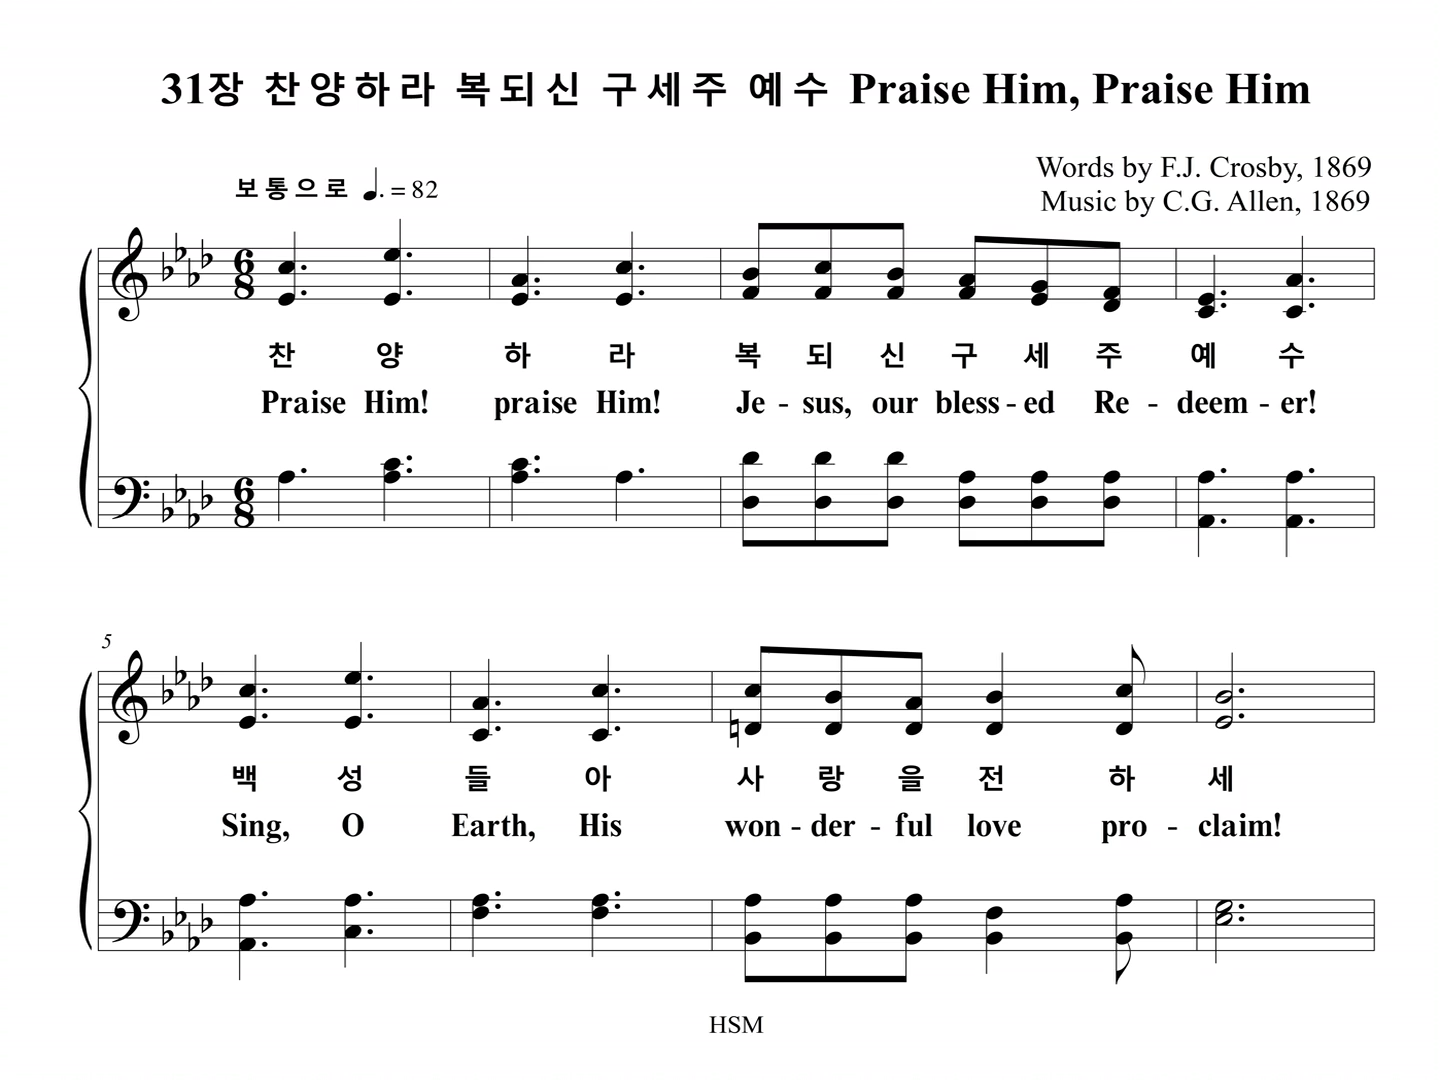 31장 찬양하라 복되신 구세주 예수 Praise Him, Praise Him
Words by F.J. Crosby, 1869
보통으로 ♩. = 82
Music by C.G. Allen, 1869
6 8
찬 양 하 라 복 되 신 구 세 주 예 수
Praise Him! praise Him! Je - sus, our bless - ed Re - deem - er!
6 8
5
백 성 들 아 사 랑 을 전 하 세
Sing, O Earth, His won - der - ful love pro - claim!
HSM